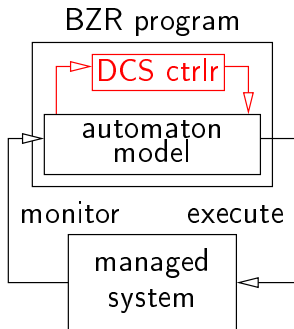 BZR program
DCS ctrlr
automaton
model
monitor execute
managed
system